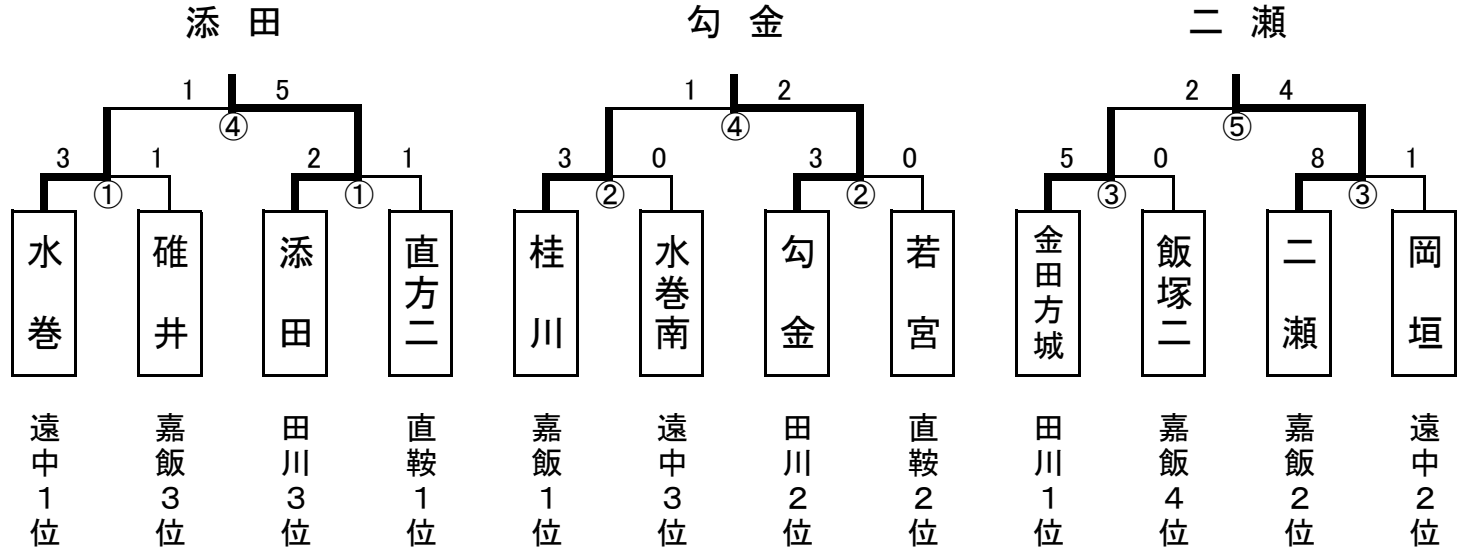 添田 勾金 二瀬
1 5 1 2 2 4
④ ④ ⑤
3 1 2 1 3 0 3 0 5 0 8 1
① ① ② ② ③ ③
水巻 碓井 添田 直方二 桂川 水巻南 勾金 若宮 金田方城 飯塚二 二瀬 岡垣
遠中1位 嘉飯3位 田川3位 直鞍1位 嘉飯1位 遠中3位 田川2位 直鞍2位 田川1位 嘉飯4位 嘉飯2位 遠中2位